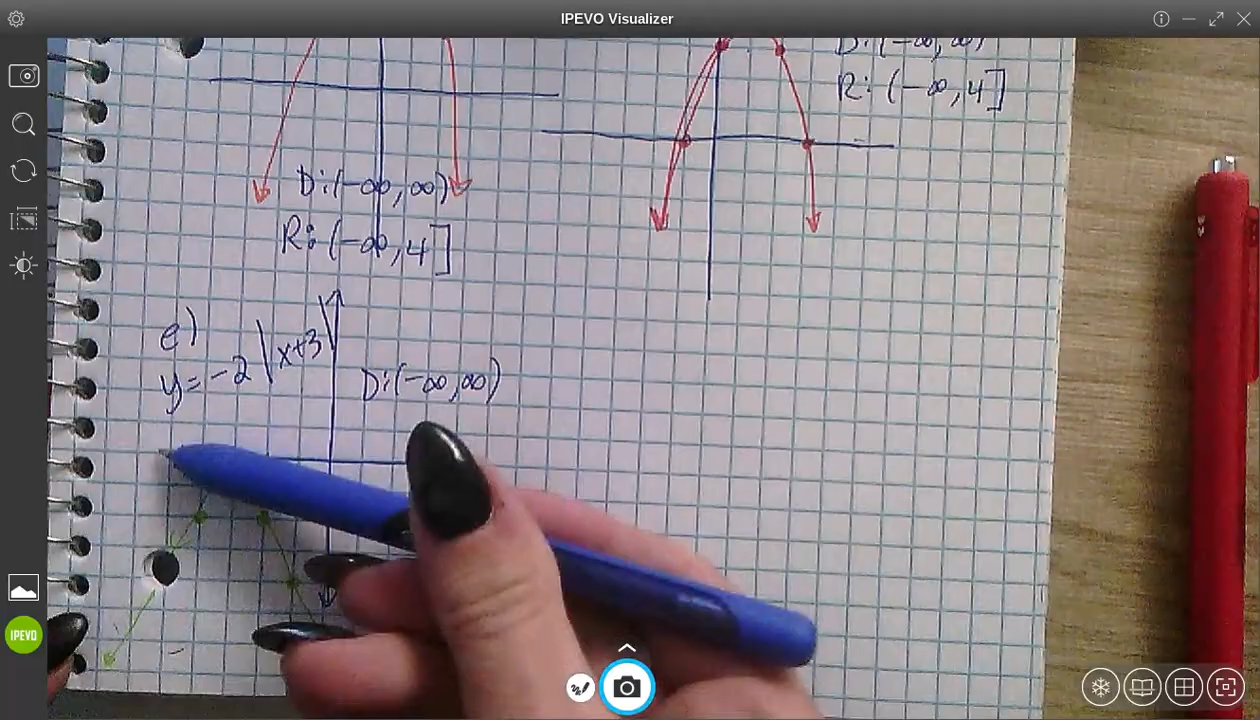 IPEVO Visualizer
D:(-∞,∞)
R:(-∞,4]
D:(-∞,∞)
R:(-∞,4]
e)
y=-2|x+3|
D:(-∞,∞)
IPEVO